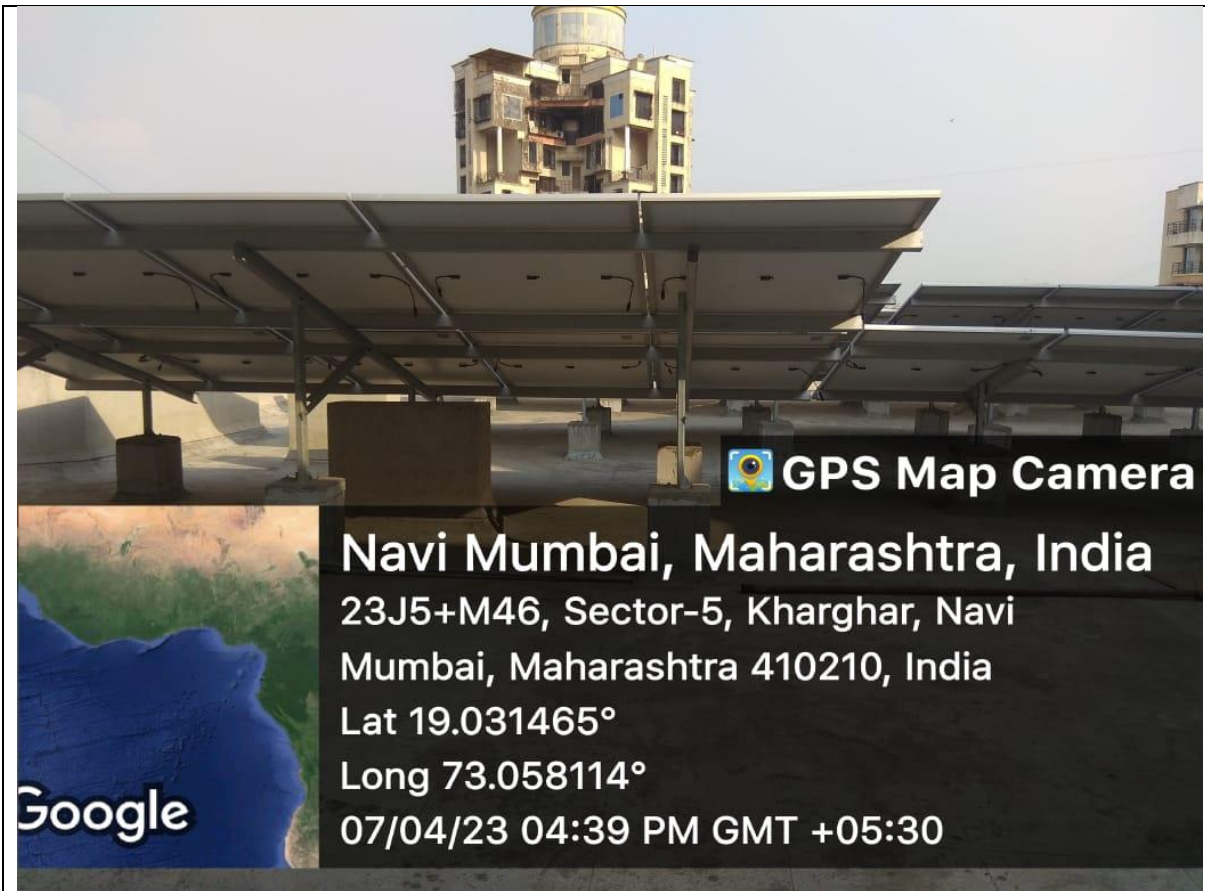 GPS Map Camera
Navi Mumbai, Maharashtra, India
23J5+M46, Sector-5, Kharghar, Navi
Mumbai, Maharashtra 410210, India
Lat 19.031465°
Long 73.058114°
07/04/23 04:39 PM GMT +05:30
Google